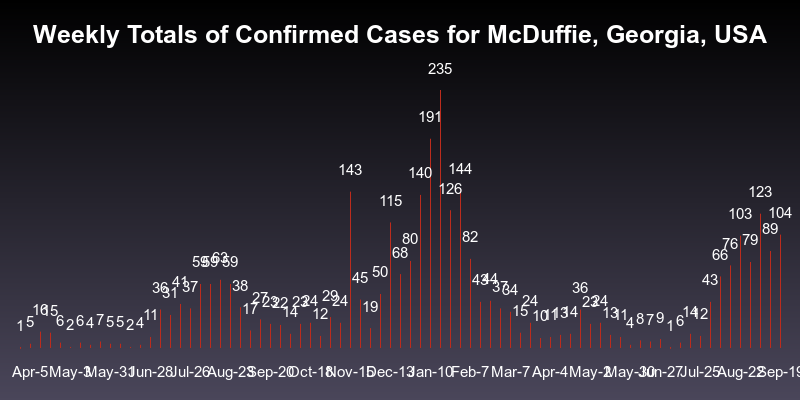 Weekly Totals of Confirmed Cases for McDuffie, Georgia, USA
1 5 16 15 6 2 6 4 7 5 5 2 4 11 36 31 41 37 59 59 63 59 38 17 27 23 22 14 23 24 12 29 24 143 45 19 50 115 68 80 140 191 235 126 144 82 43 44 37 34 15 24 10 11 13 14 36 23 24 13 11 4 8 7 9 1 6 14 12 43 66 76 103 79 123 89 104
Apr-5 May-3 May-31 Jun-28 Jul-26 Aug-23 Sep-20 Oct-18 Nov-15 Dec-13 Jan-10 Feb-7 Mar-7 Apr-4 May-2 May-30 Jun-27 Jul-25 Aug-22 Sep-19